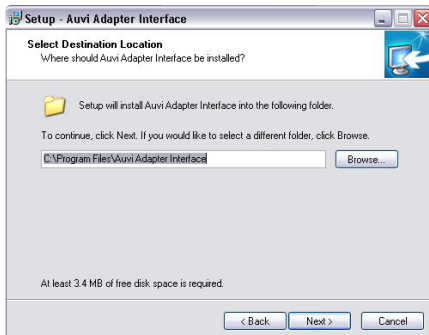 Setup - Auvi Adapter Interface
Select Destination Location
Where should Auvi Adapter Interface be installed?
Setup will install Auvi Adapter Interface into the following folder.
To continue, click Next. If you would like to select a different folder, click Browse.
C:\Program Files\Auvi Adapter Interface
Browse...
At least 3.4 MB of free disk space is required.
< Back
Next >
Cancel